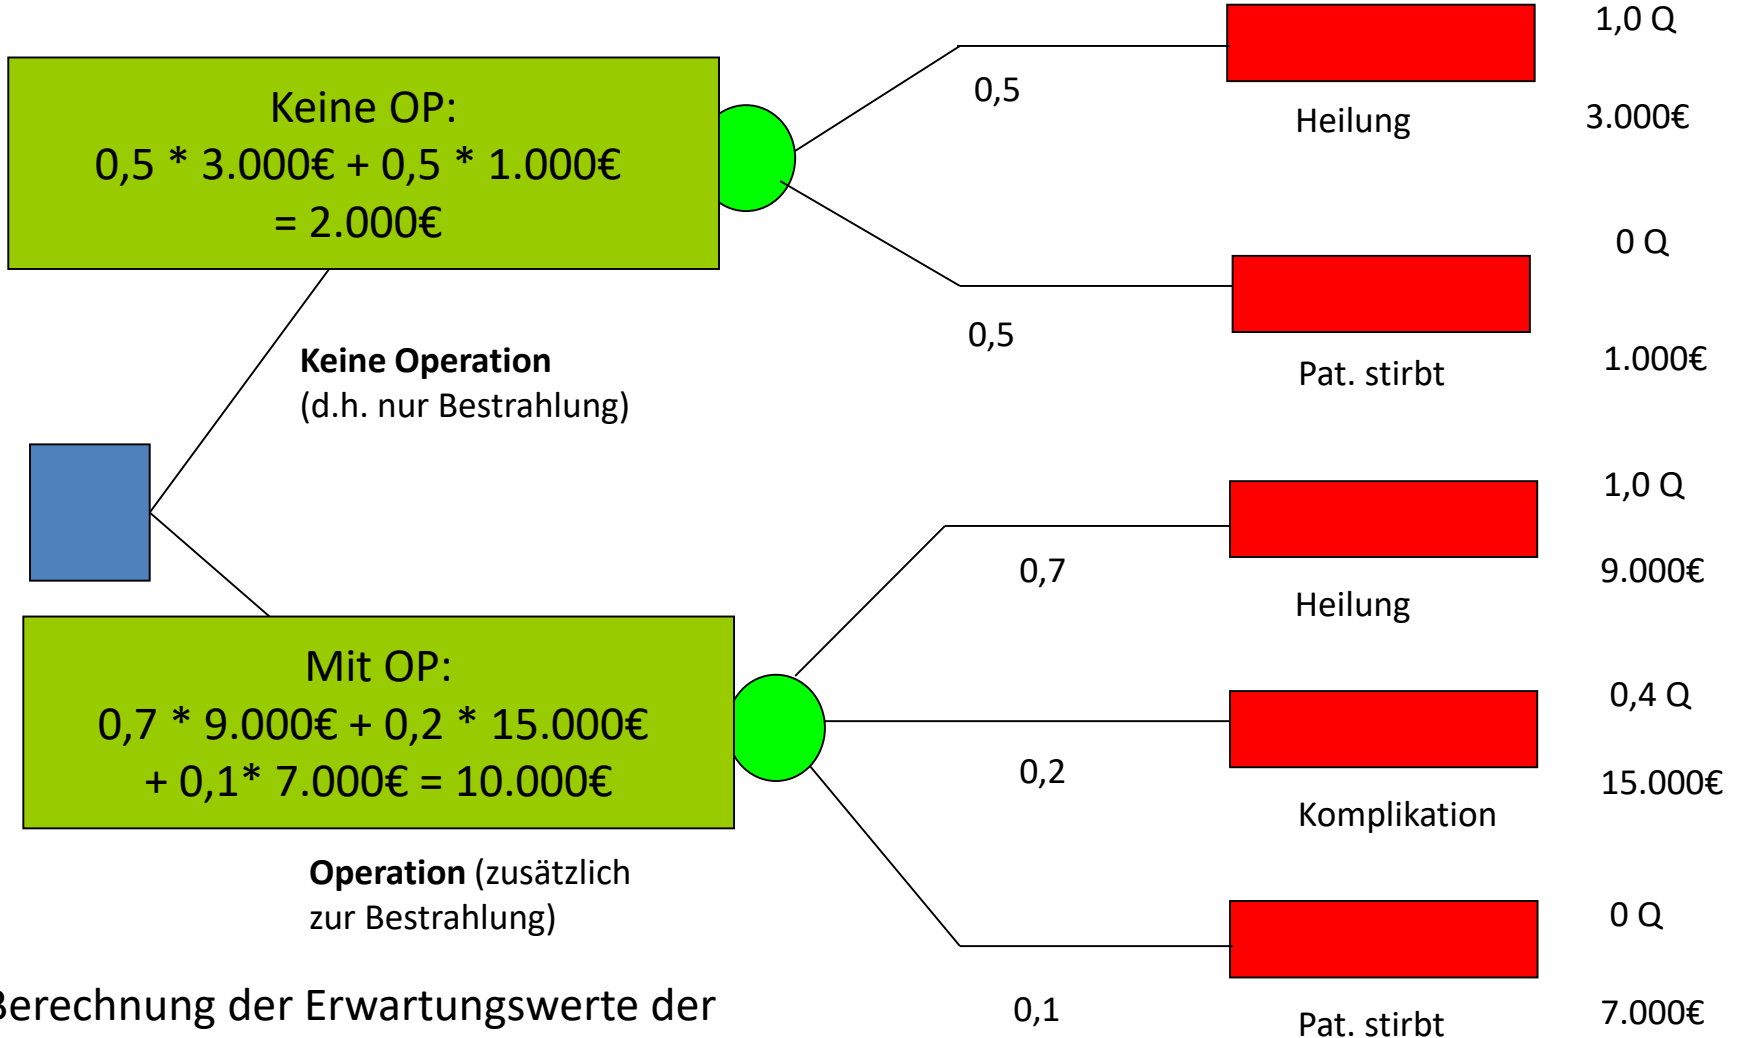 1,0 Q
0,5
Heilung
3.000€
Keine OP:
0,5 * 3.000€ + 0,5 * 1.000€
= 2.000€
0 Q
0,5
Pat. stirbt
1.000€
Keine Operation
(d.h. nur Bestrahlung)
1,0 Q
0,7
Heilung
9.000€
Mit OP:
0,7 * 9.000€ + 0,2 * 15.000€
+ 0,1* 7.000€ = 10.000€
0,4 Q
0,2
Komplikation
15.000€
Operation (zusätzlich
zur Bestrahlung)
0 Q
0,1
Pat. stirbt
7.000€
Berechnung der Erwartungswerte der